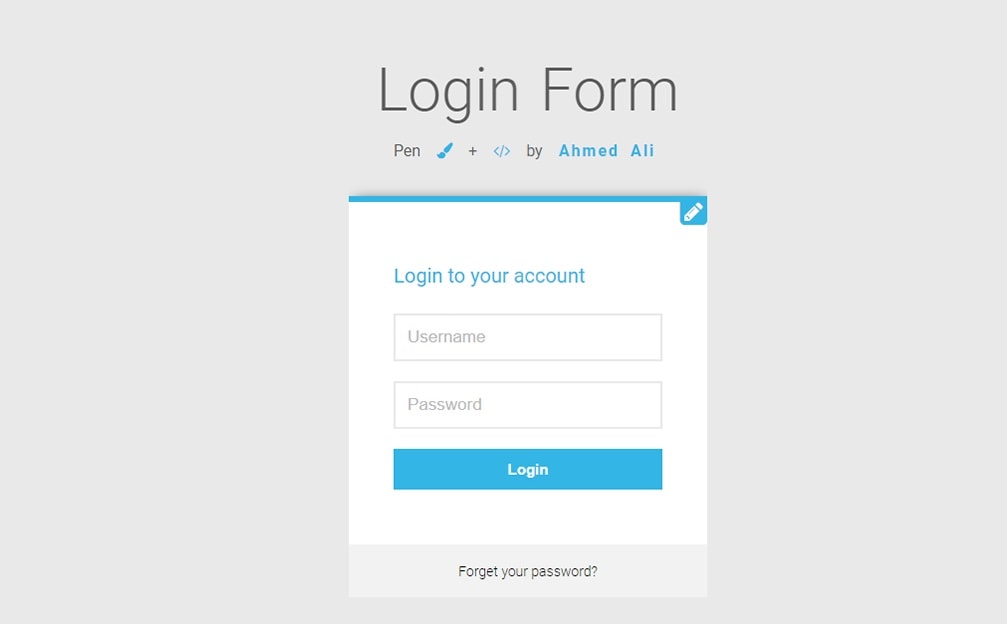 Login Form
Pen + </> by Ahmed Ali
Login to your account
Username
Password
Login
Forget your password?